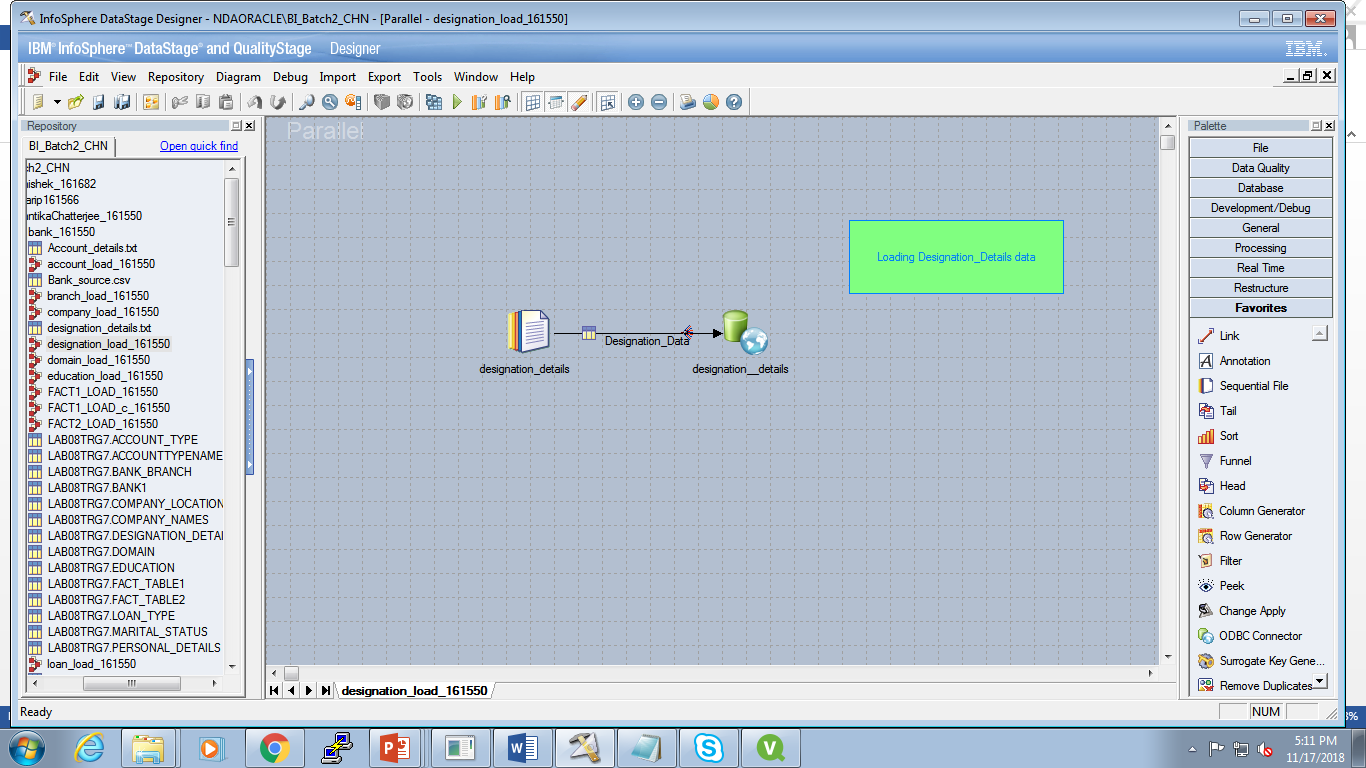 InfoSphere DataStage Designer - NDAORACLE\BI_Batch2_CHN - [Parallel - designation_load_161550]
IBM® InfoSphere™ DataStage® and QualityStage Designer
IBM.
File Edit View Repository Diagram Debug Import Export Tools Window Help
Repository
BI_Batch2_CHN Open quick find
h2_CHN
ishek_161682
arip161566
ntikaChatterjee_161550
bank_161550
Account_details.txt
account_load_161550
Bank_source.csv
branch_load_161550
company_load_161550
designation_details.txt
designation_load_161550
domain_load_161550
education_load_161550
FACT1_LOAD_161550
FACT1_LOAD_c_161550
FACT2_LOAD_161550
LAB08TRG7.ACCOUNT_TYPE
LAB08TRG7.ACCOUNTTYPENAME
LAB08TRG7.BANK_BRANCH
LAB08TRG7.BANK1
LAB08TRG7.COMPANY_LOCATION
LAB08TRG7.COMPANY_NAMES
LAB08TRG7.DESIGNATION_DETAI
LAB08TRG7.DOMAIN
LAB08TRG7.EDUCATION
LAB08TRG7.FACT_TABLE1
LAB08TRG7.FACT_TABLE2
LAB08TRG7.LOAN_TYPE
LAB08TRG7.MARITAL_STATUS
LAB08TRG7.PERSONAL_DETAILS
loan_load_161550
Parallel
Loading Designation_Details data
Designation_Data
designation_details
designation__details
designation_load_161550
Palette
File
Data Quality
Database
Development/Debug
General
Processing
Real Time
Restructure
Favorites
Link
Annotation
Sequential File
Tail
Sort
Funnel
Head
Column Generator
Row Generator
Filter
Peek
Change Apply
ODBC Connector
Surrogate Key Gene...
Remove Duplicates
Ready
NUM
8%
5:11 PM
11/17/2018